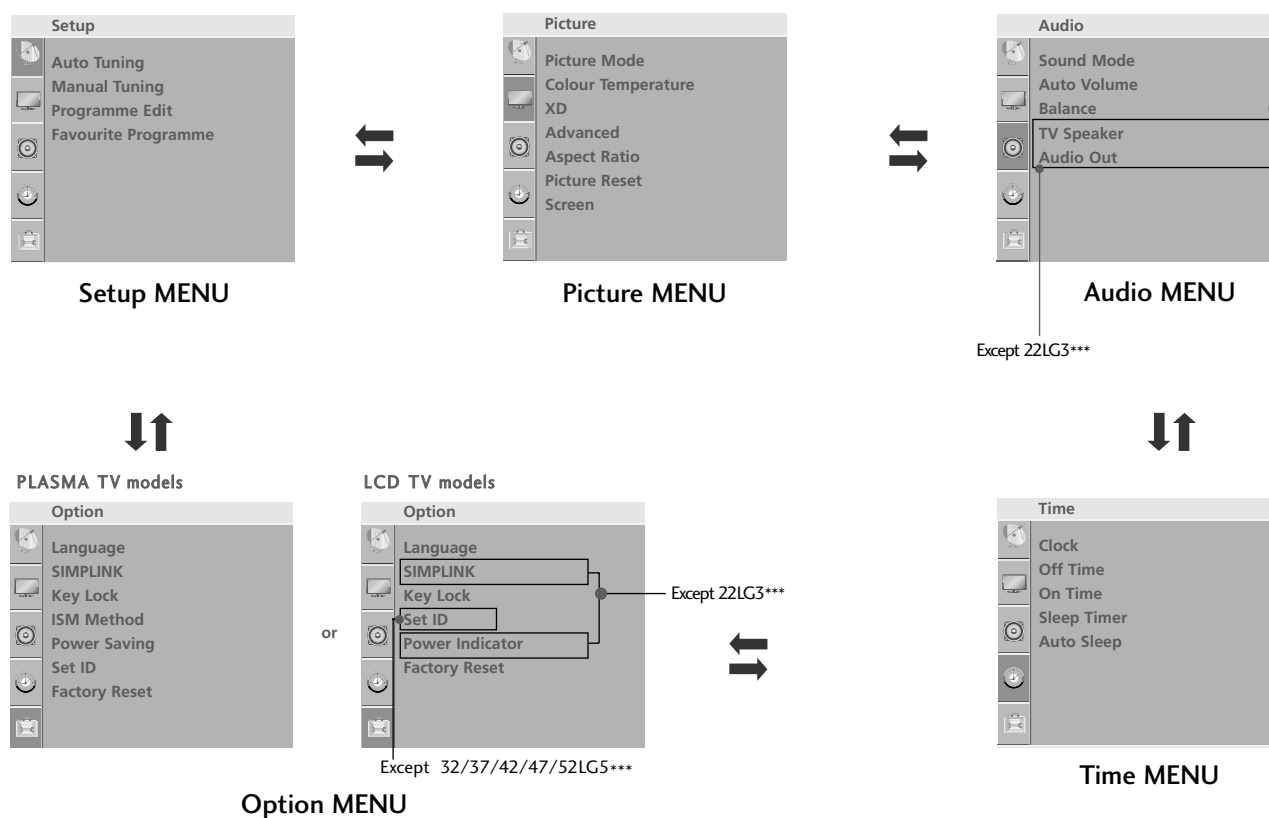 Setup
Auto Tuning
Manual Tuning
Programme Edit
Favourite Programme
Setup MENU
Picture
Picture Mode
Colour Temperature
XD
Advanced
Aspect Ratio
Picture Reset
Screen
Picture MENU
Audio
Sound Mode
Auto Volume
Balance
TV Speaker
Audio Out
Audio MENU
Except 22LG3***
PLASMA TV models
Option
Language
SIMPLINK
Key Lock
ISM Method
Power Saving
Set ID
Factory Reset
or
LCD TV models
Option
Language
SIMPLINK
Key Lock
Set ID
Power Indicator
Factory Reset
Except 22LG3***
Except 32/37/42/47/52LG5***
Option MENU
Time
Clock
Off Time
On Time
Sleep Timer
Auto Sleep
Time MENU